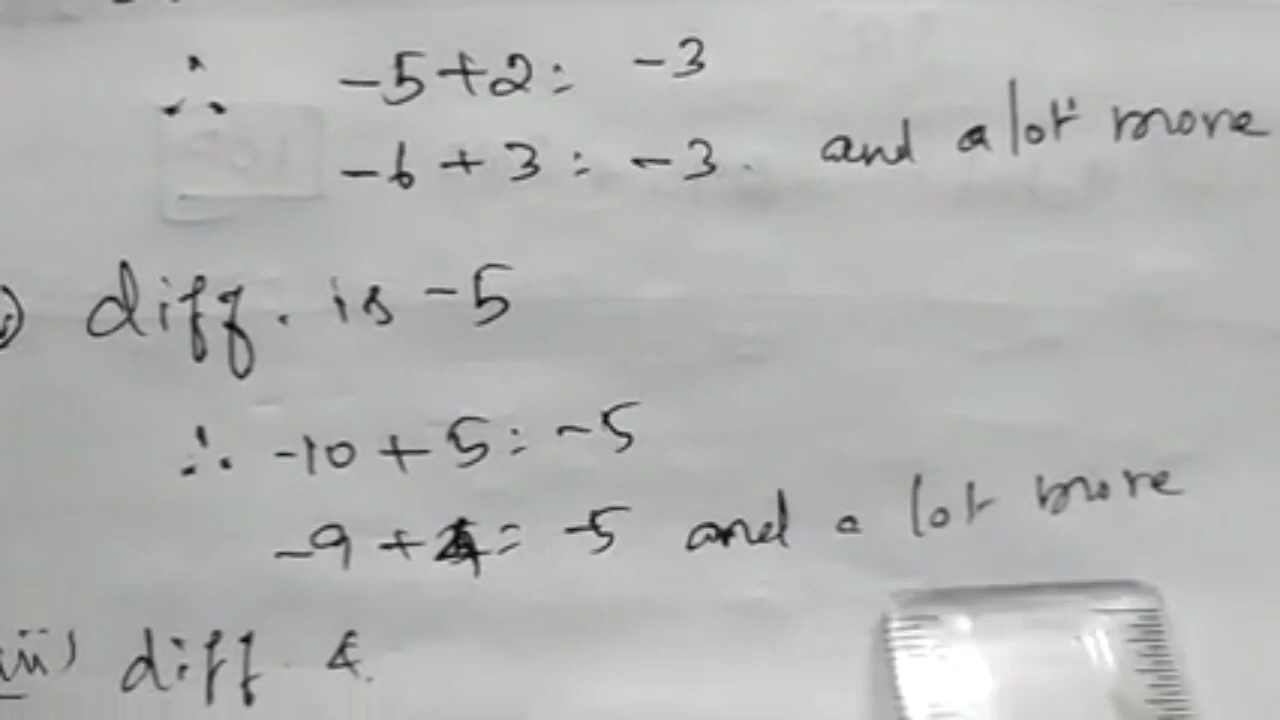 ∴ -5+2= -3
-6 + 3 = -3. and a lot more
diff. is -5
∴ -10 + 5 = -5
-9 + 4 = -5 and a lot more
iii) diff 4.